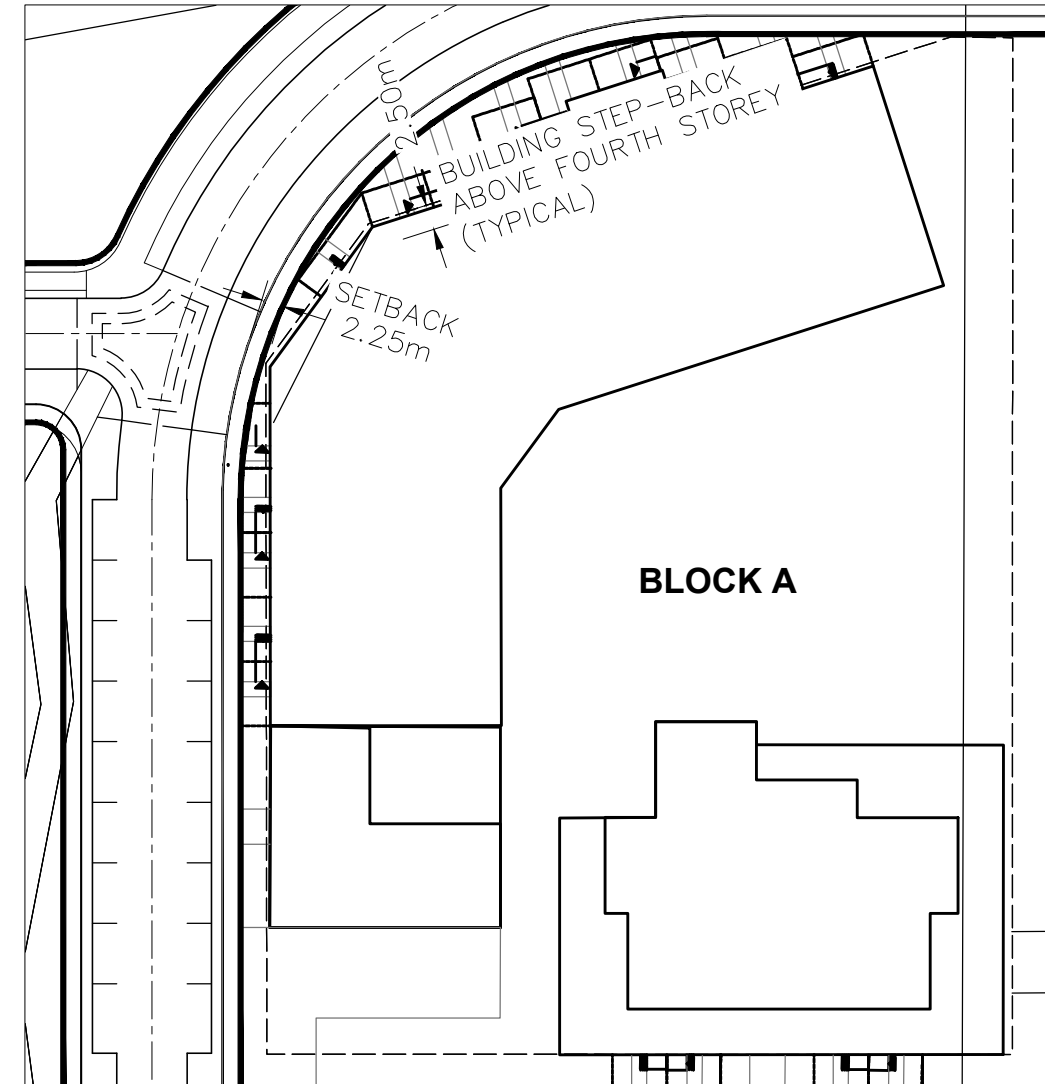 2.50m
BUILDING STEP-BACK
ABOVE FOURTH STOREY
(TYPICAL)
SETBACK
2.25m
BLOCK A